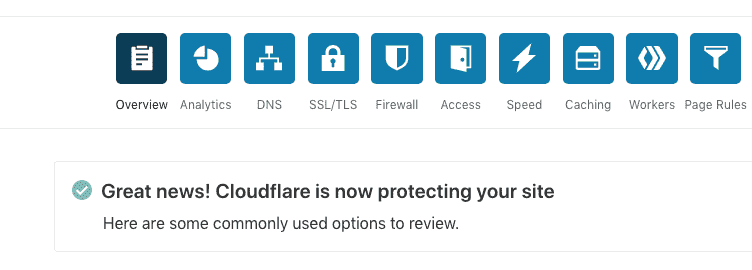 Overview Analytics DNS SSL/TLS Firewall Access Speed Caching Workers Page Rules
Great news! Cloudflare is now protecting your site
Here are some commonly used options to review.